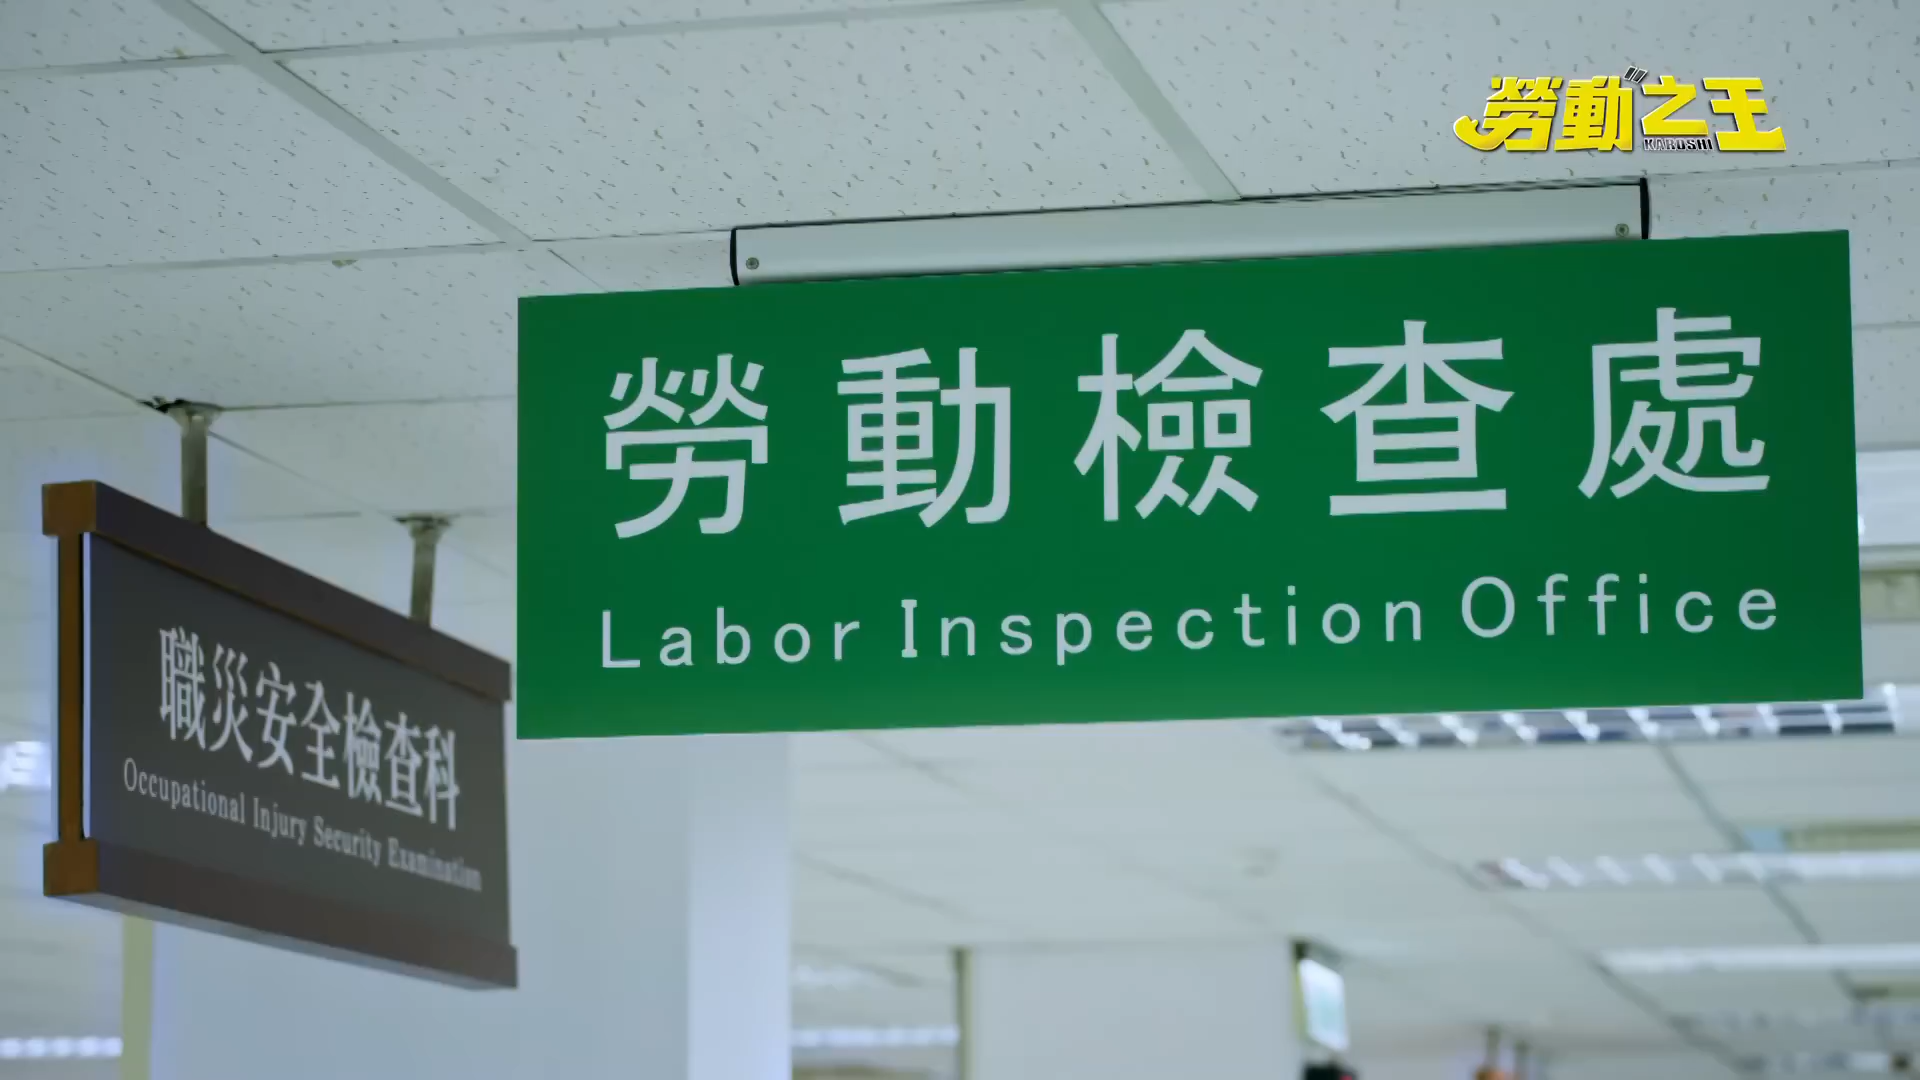 勞動之王
KAROSHI
勞動檢查處
Labor Inspection Office
職災安全檢查科
Occupational Injury Security Examination